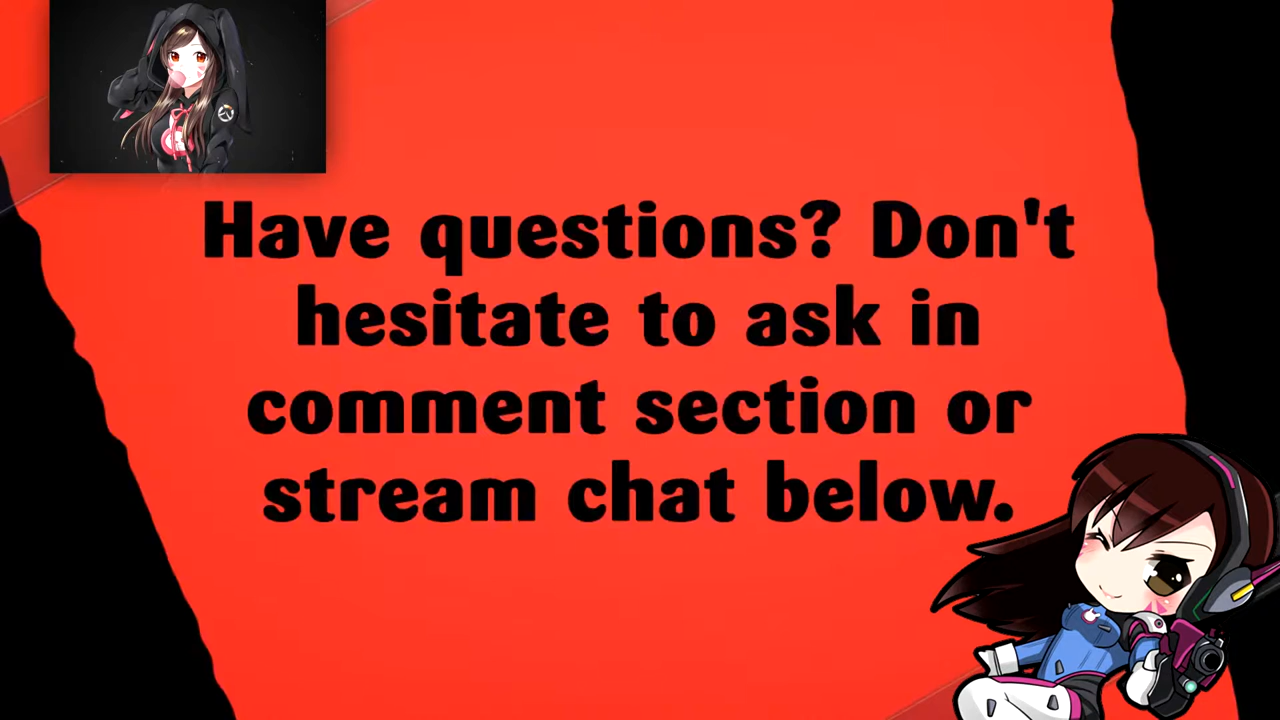 Have questions? Don't
hesitate to ask in
comment section or
stream chat below.